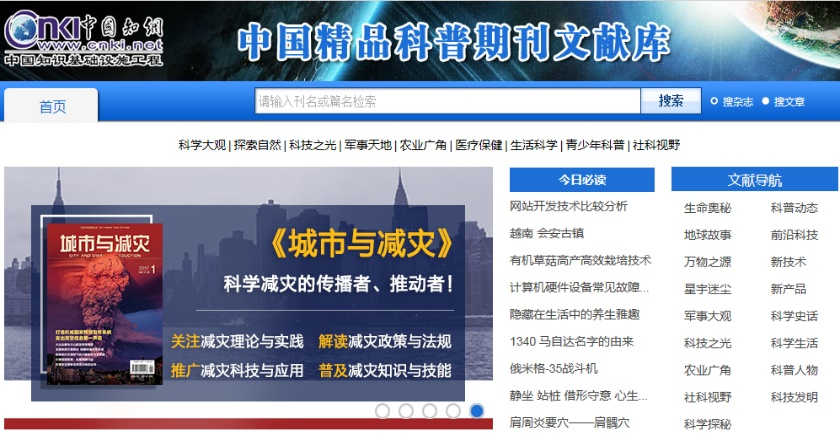 cnki中国知网
www.cnki.net
中国知识基础设施工程
中国精品科普期刊文献库
首页
请输入刊名或篇名检索
搜索
搜杂志
搜文章
科学大观 | 探索自然 | 科技之光 | 军事天地 | 农业广角 | 医疗保健 | 生活科学 | 青少年科普 | 社科视野
城市与减灾
2017
1
《城市与减灾》
科学减灾的传播者、推动者!
关注减灾理论与实践 解读减灾政策与法规
推广减灾科技与应用 普及减灾知识与技能
今日必读
网站开发技术比较分析
越南 会安古镇
有机草菇高产高效栽培技术
计算机硬件设备常见故障...
隐藏在生活中的养生雅趣
1340 马自达名字的由来
俄米格-35战斗机
静坐 站桩 借形守意 心生...
肩周炎要穴——肩髃穴
文献导航
生命奥秘 科普动态
地球故事 前沿科技
万物之源 新技术
星宇迷尘 新产品
军事大观 科学史话
科技之光 科学生活
农业广角 科普人物
社科视野 科技发明
科学探秘